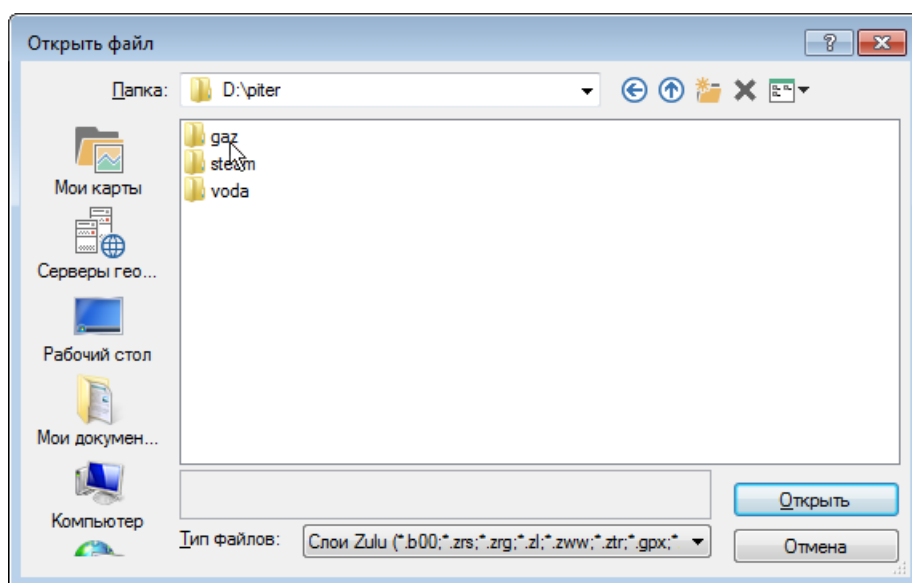 Открыть файл
Папка: D:\piter
gaz
steam
voda
Мои карты
Серверы гео...
Рабочий стол
Мои докумен...
Компьютер
Открыть
Тип файлов: Слои Zulu (*.b00;*.zrs;*.zrg;*.zl;*.zww;*.ztr;*.gpx;*
Отмена